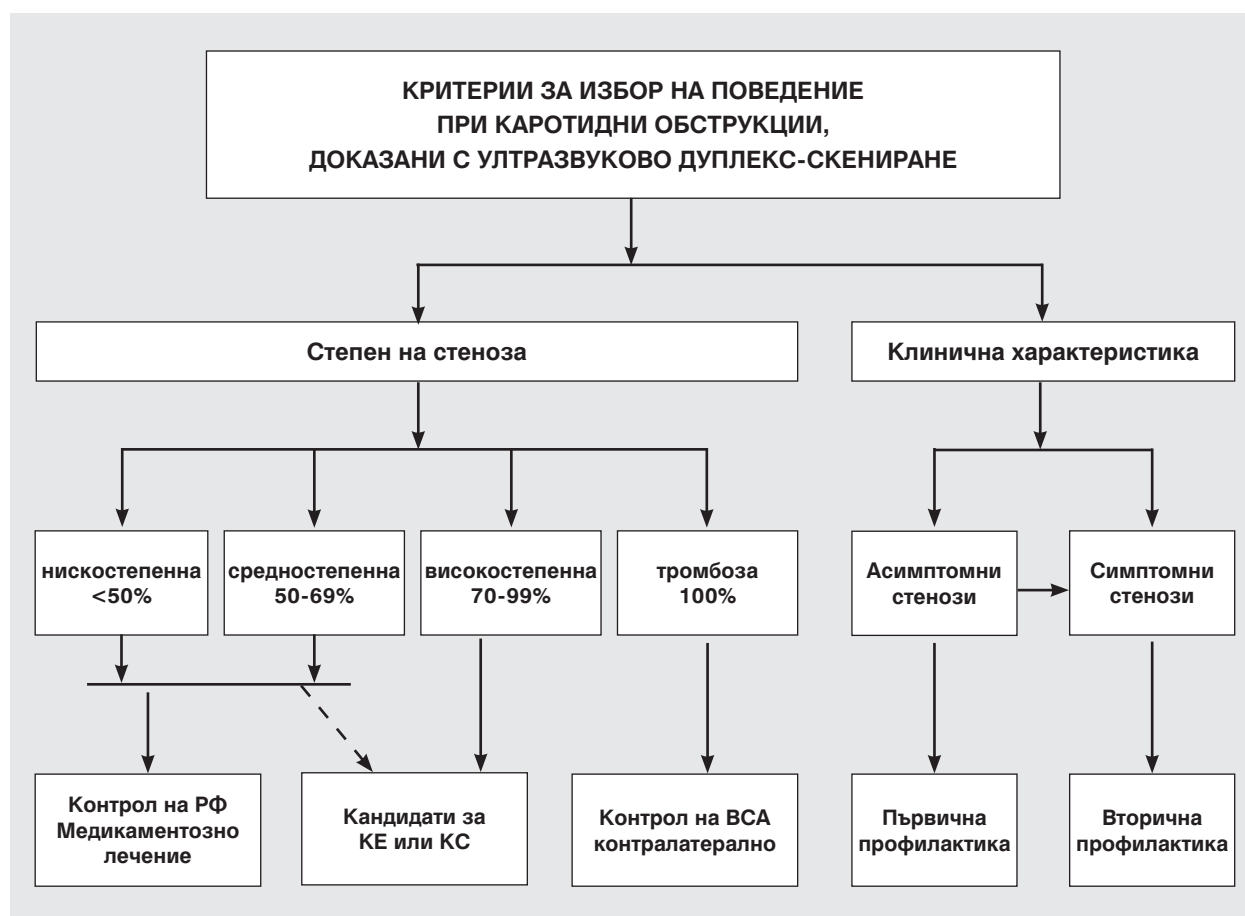 КРИТЕРИИ ЗА ИЗБОР НА ПОВЕДЕНИЕ
ПРИ КАРОТИДНИ ОБСТРУКЦИИ,
ДОКАЗАНИ С УЛТРАЗВУКОВО ДУПЛЕКС-СКЕНИРАНЕ
Степен на стеноза
Клинична характеристика
нискостепенна
<50%
средностепенна
50-69%
високостепенна
70-99%
тромбоза
100%
Асимптомни
стенози
Симптомни
стенози
Контрол на РФ
Медикаментозно
лечение
Кандидати за
КЕ или КС
Контрол на ВСА
контралатерално
Първична
профилактика
Вторична
профилактика